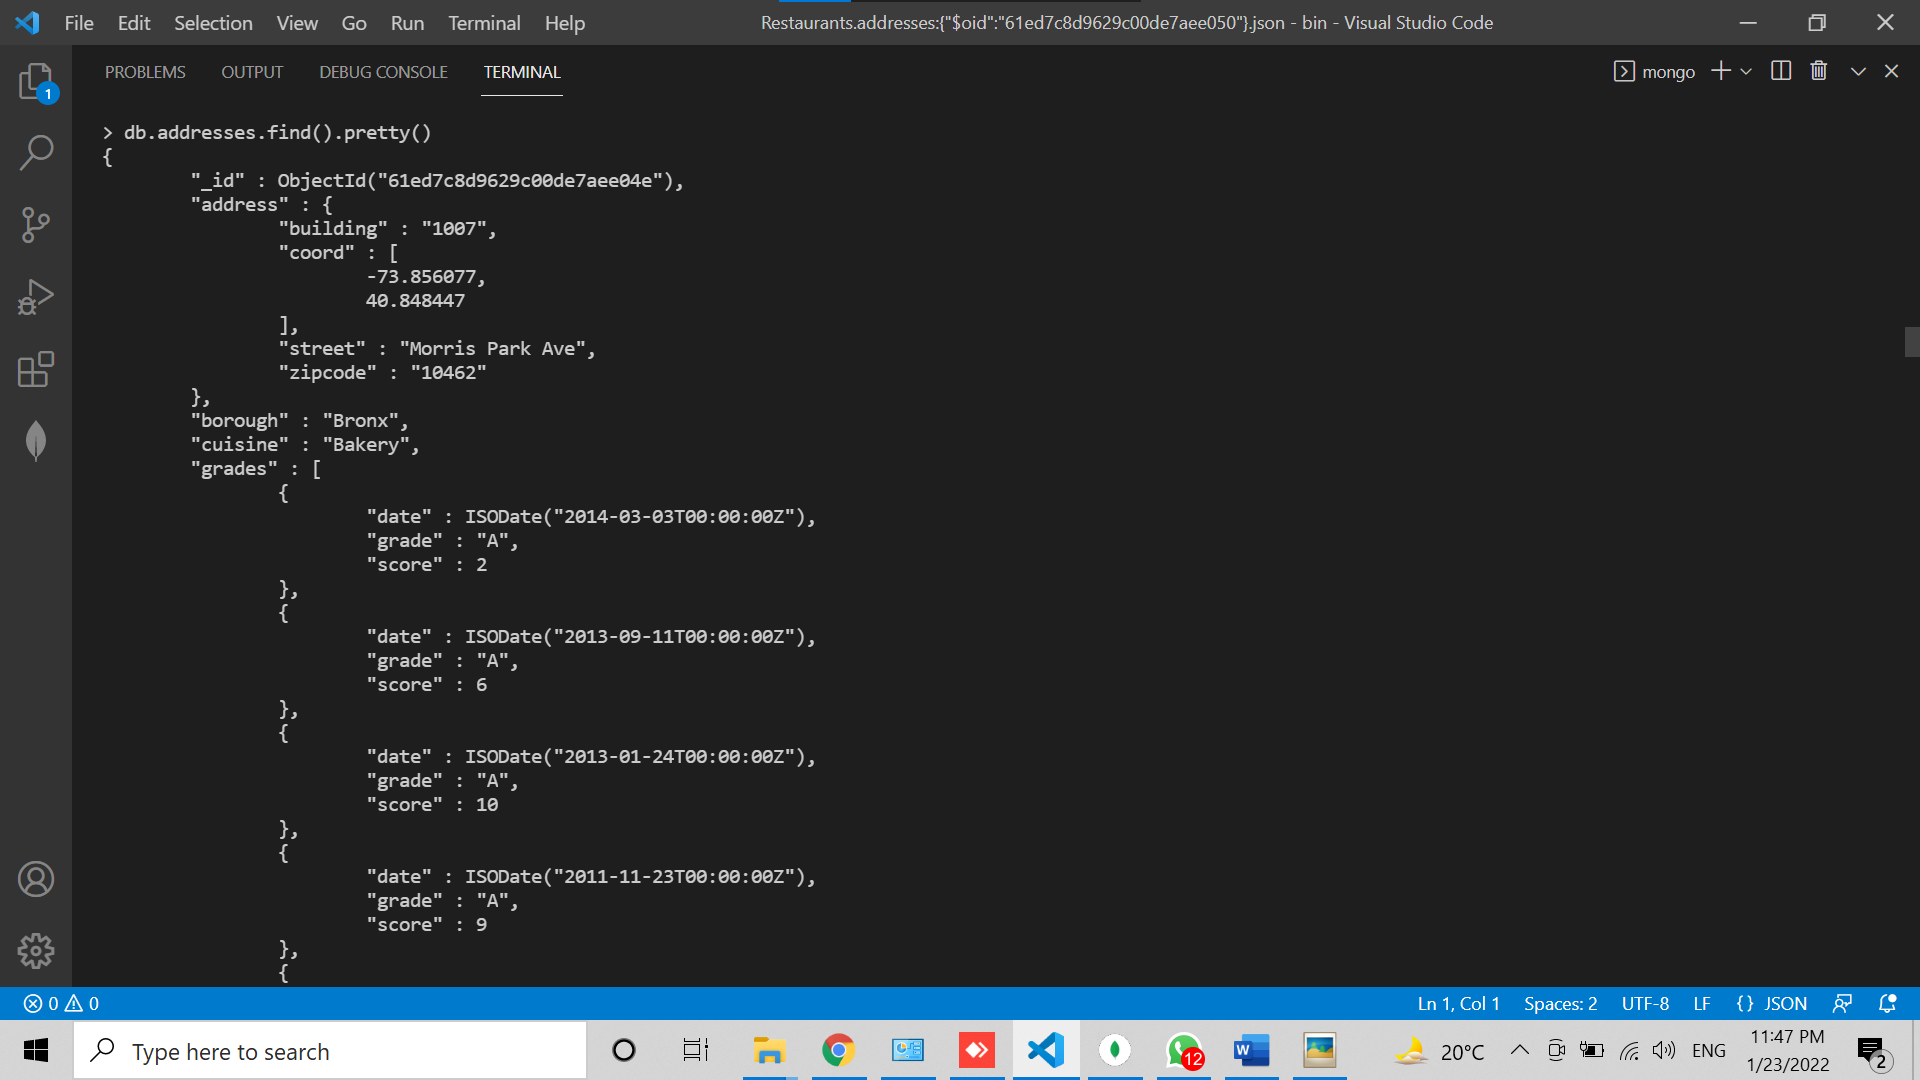 File Edit Selection View Go Run Terminal Help
Restaurants.addresses:{"$oid":"61ed7c8d9629c00de7aee050"}.json - bin - Visual Studio Code
PROBLEMS OUTPUT DEBUG CONSOLE TERMINAL
mongo
1
> db.addresses.find().pretty()
{
"_id" : ObjectId("61ed7c8d9629c00de7aee04e"),
"address" : {
"building" : "1007",
"coord" : [
-73.856077,
40.848447
],
"street" : "Morris Park Ave",
"zipcode" : "10462"
},
"borough" : "Bronx",
"cuisine" : "Bakery",
"grades" : [
{
"date" : ISODate("2014-03-03T00:00:00Z"),
"grade" : "A",
"score" : 2
},
{
"date" : ISODate("2013-09-11T00:00:00Z"),
"grade" : "A",
"score" : 6
},
{
"date" : ISODate("2013-01-24T00:00:00Z"),
"grade" : "A",
"score" : 10
},
{
"date" : ISODate("2011-11-23T00:00:00Z"),
"grade" : "A",
"score" : 9
},
{
0 0
Ln 1, Col 1 Spaces: 2 UTF-8 LF {} JSON
Type here to search
W
12
20°C
ENG
11:47 PM
1/23/2022
2